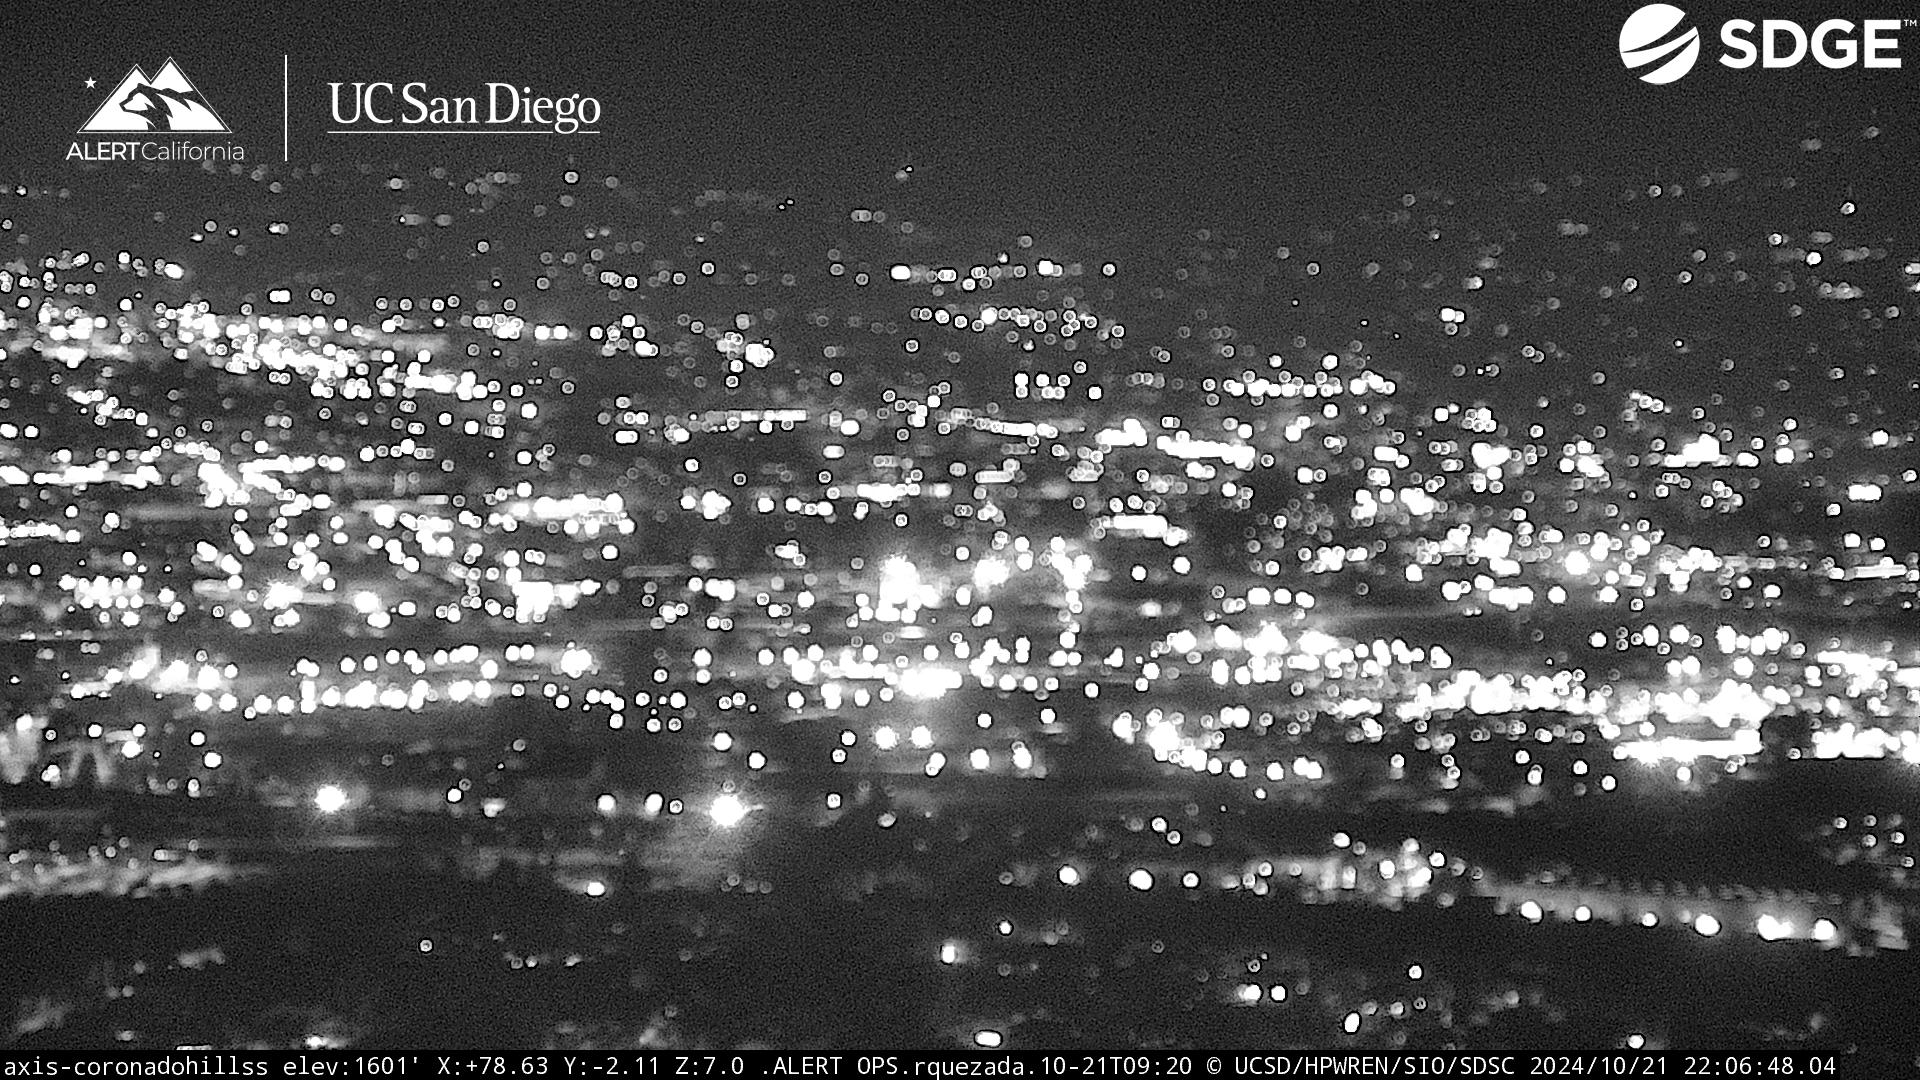 SDGE™
UC San Diego
ALERTCalifornia
axis-coronadohillss elev:1601' X:+78.63 Y:-2.11 Z:7.0 .ALERT OPS.rquezada.10-21T09:20 © UCSD/HPWREN/SIO/SDSC 2024/10/21 22:06:48.04